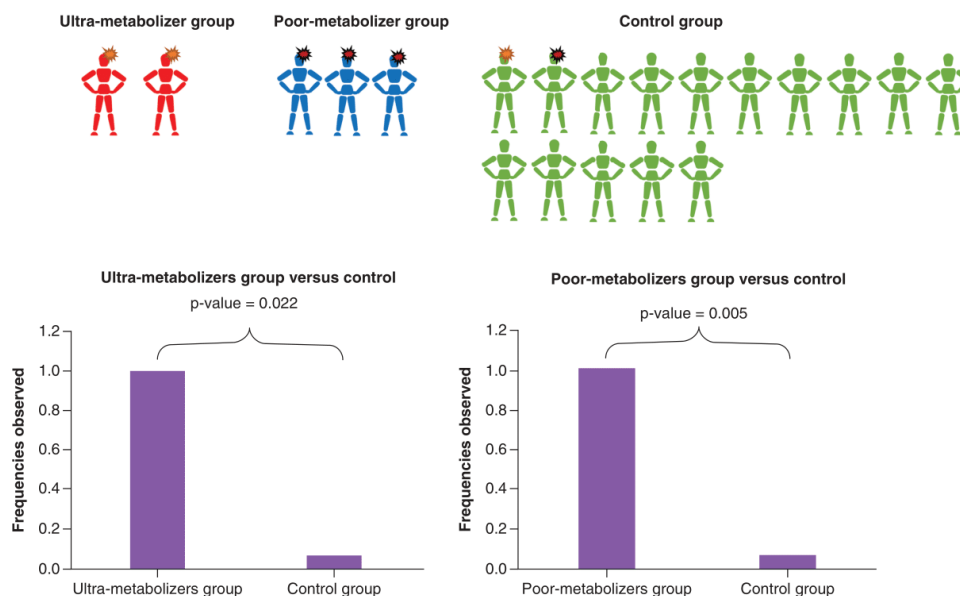 Ultra-metabolizer group
Poor-metabolizer group
Control group
Ultra-metabolizers group versus control
p-value = 0.022
Frequencies observed
1.2
1.0
0.8
0.6
0.4
0.2
0.0
Ultra-metabolizers group
Control group
Poor-metabolizers group versus control
p-value = 0.005
Frequencies observed
1.2
1.0
0.8
0.6
0.4
0.2
0.0
Poor-metabolizers group
Control group